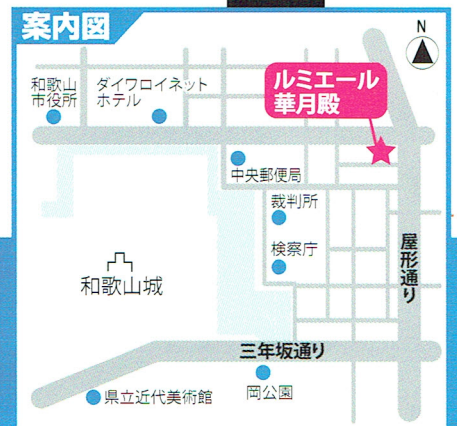 案内図
N
和歌山
市役所
ダイワロイネット
ホテル
ルミエール
華月殿
中央郵便局
裁判所
検察庁
和歌山城
屋形通り
三年坂通り
県立近代美術館
岡公園